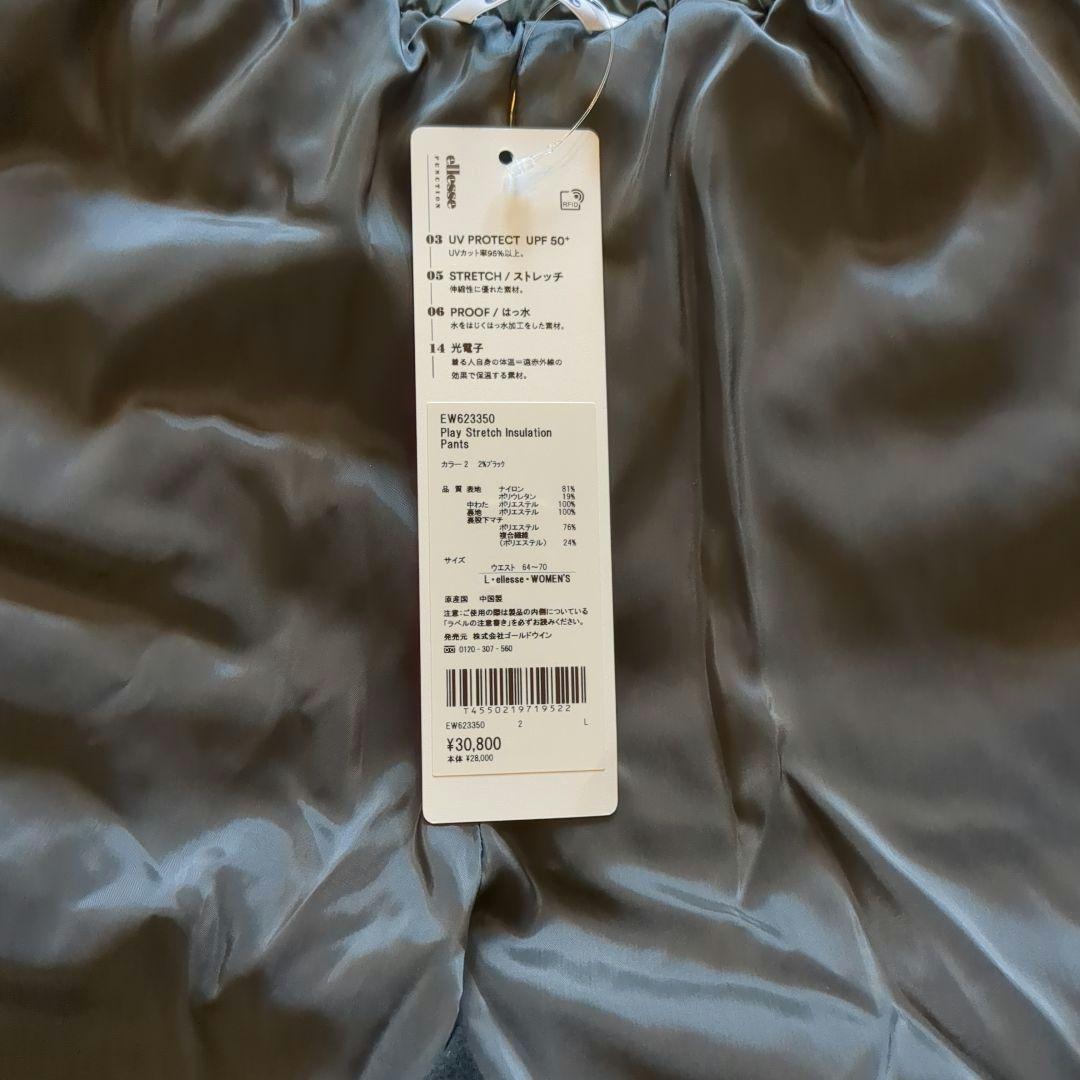 ellesse
FUNCTION
RFID
03 UV PROTECT UPF 50+
UVカット率95%以上。
05 STRETCH / ストレッチ
伸縮性に優れた素材。
06 PROOF / はっ水
水をはじくはっ水加工をした素材。
14 光電子
着る人自身の体温＝遠赤外線の
効果で保温する素材。
EW623350
Play Stretch Insulation
Pants
カラー 2 2%ブラック
品 質 表地 ナイロン 81%
ポリウレタン 19%
中わた ポリエステル 100%
裏地 ポリエステル 100%
裏股下マチ
ポリエステル 76%
複合繊維
(ポリエステル) 24%
サイズ
ウエスト 64～70
L・ellesse・WOMEN'S
原産国 中国製
注意：ご使用の際は製品の内側についている
「ラベルの注意書き」を必ずお読みください。
発売元 株式会社ゴールドウイン
0120-307-560
T4550219719522
EW623350 2 L
¥30,800
本体 ¥28,000